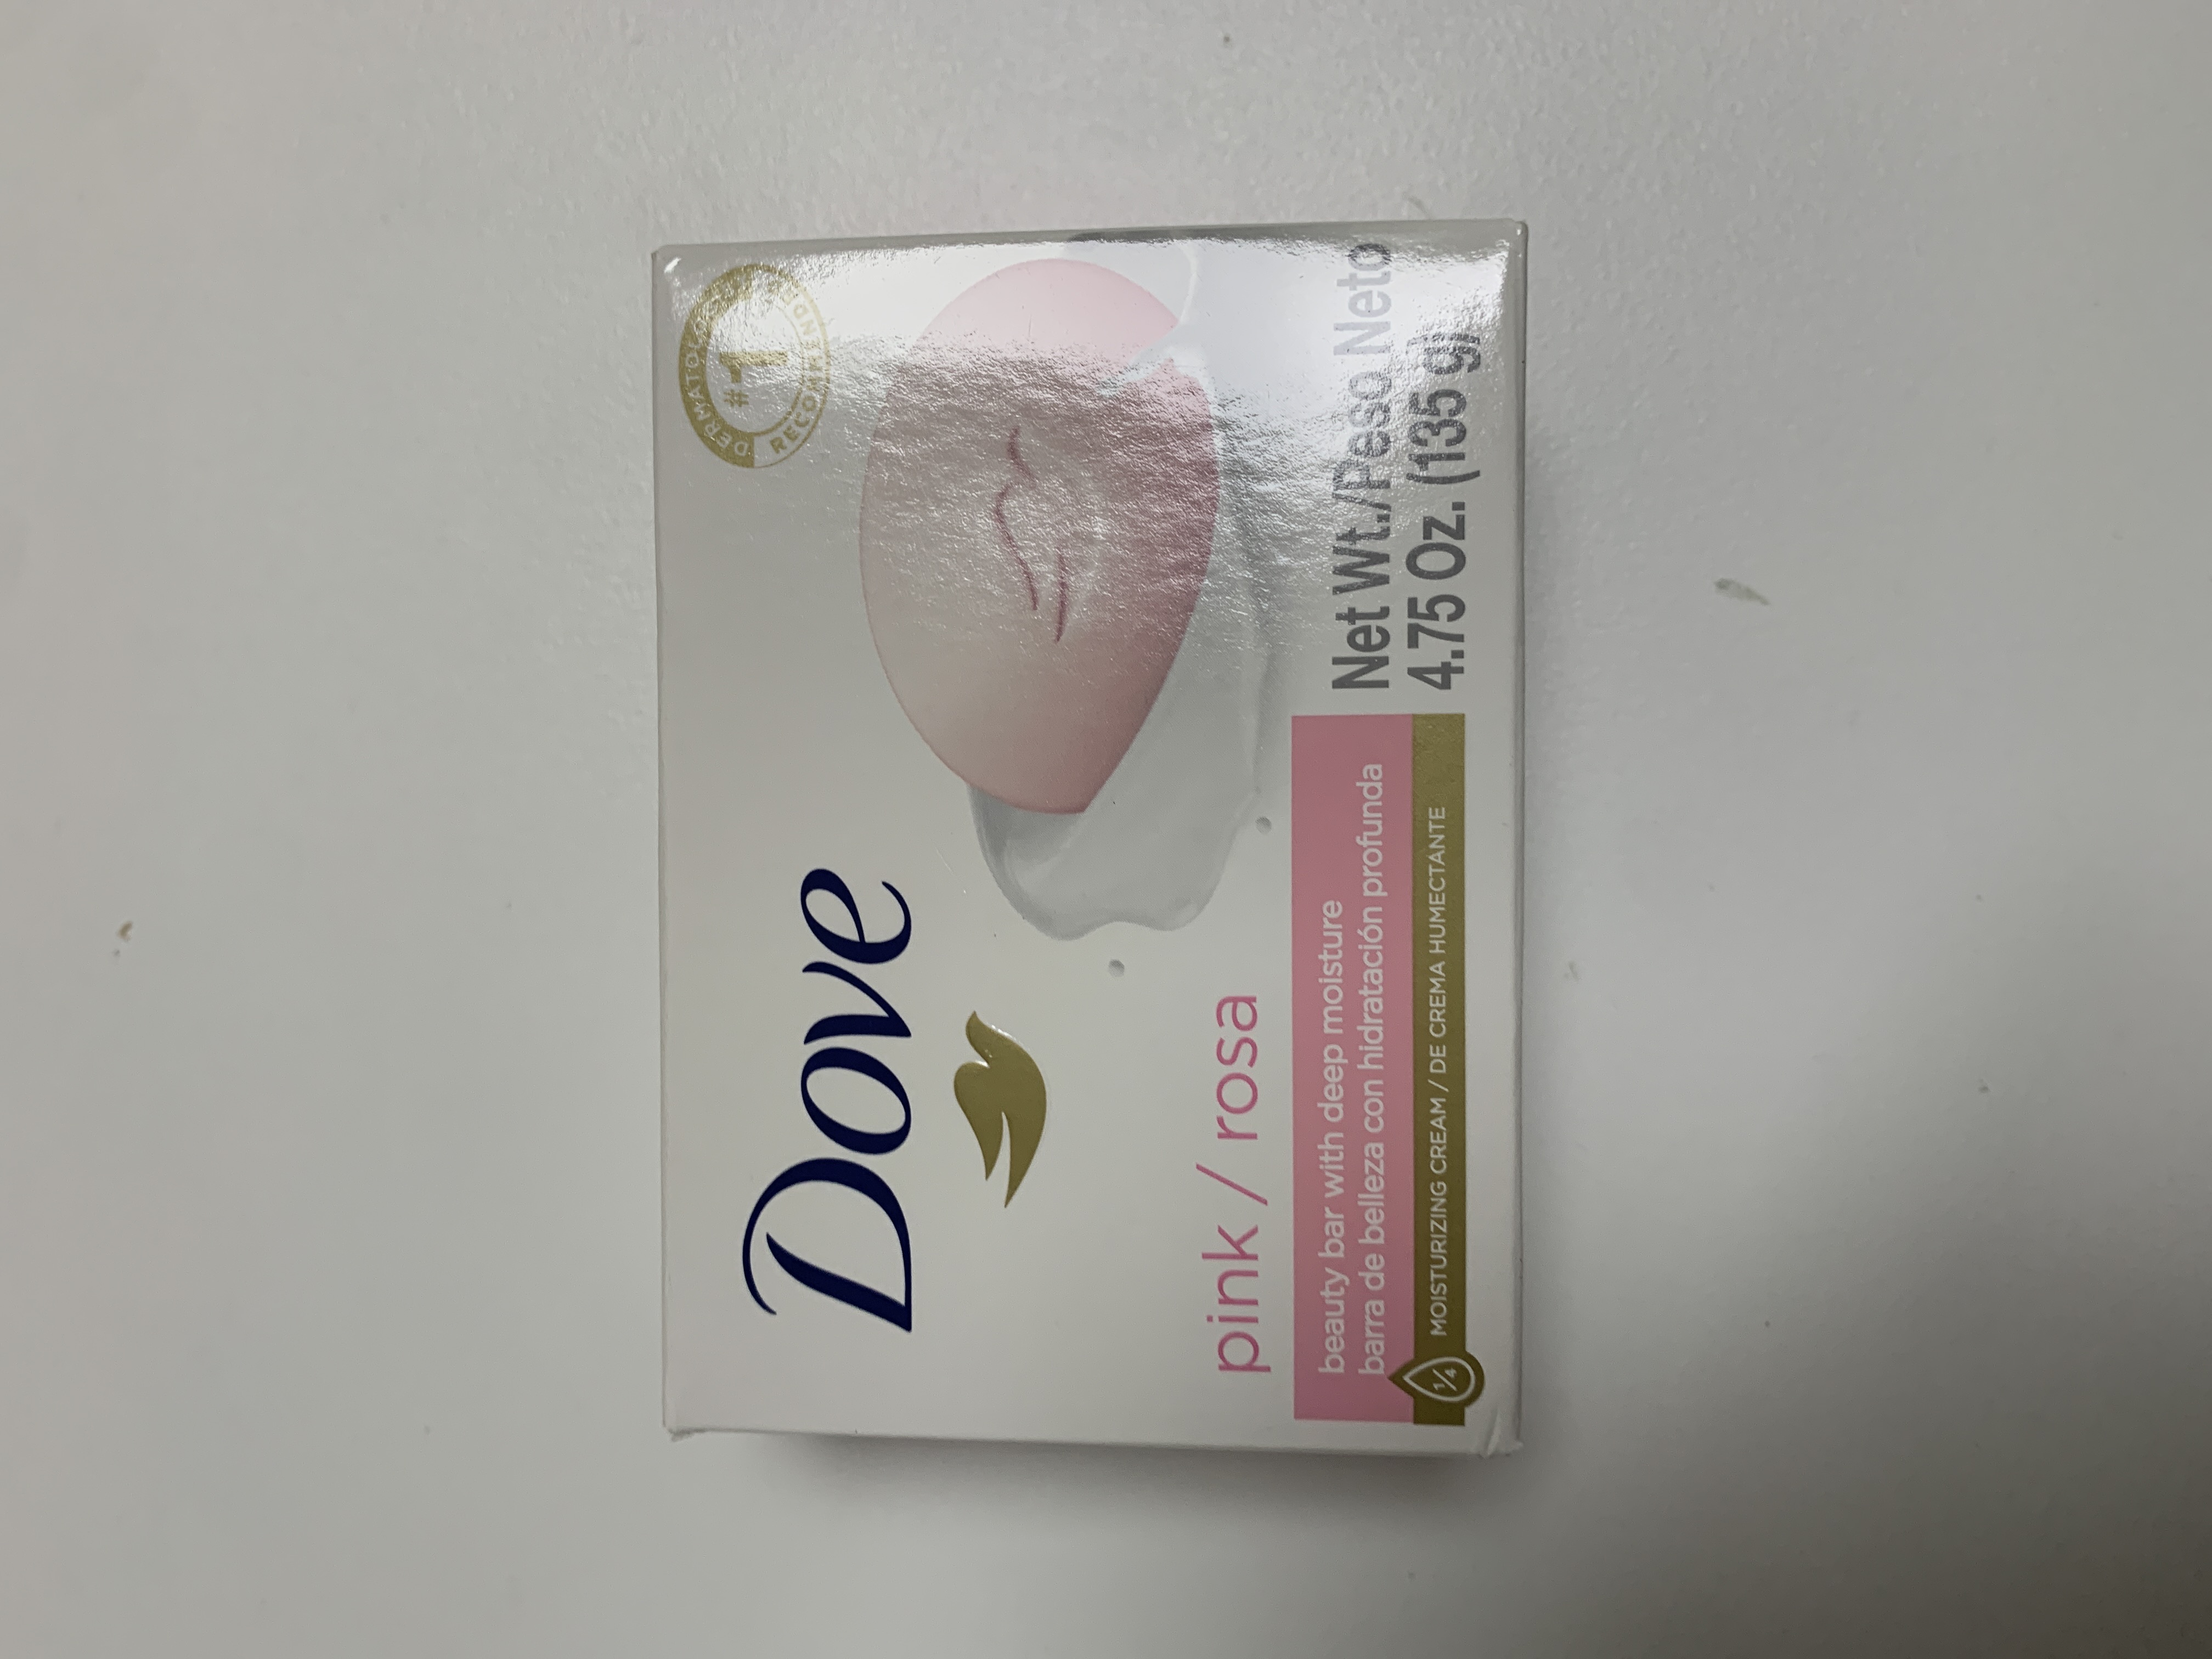 Dove
#1
RECOMMENDED
pink / rosa
beauty bar with deep moisture
barra de belleza con hidratación profunda
1/4
MOISTURIZING CREAM / DE CREMA HUMECTANTE
Net Wt./Peso Neto
4.75 Oz. (135 g)